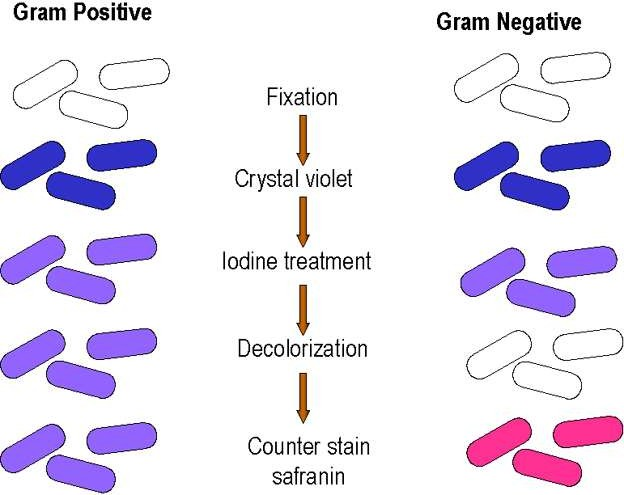 Gram Positive
Gram Negative
Fixation
Crystal violet
Iodine treatment
Decolorization
Counter stain
safranin